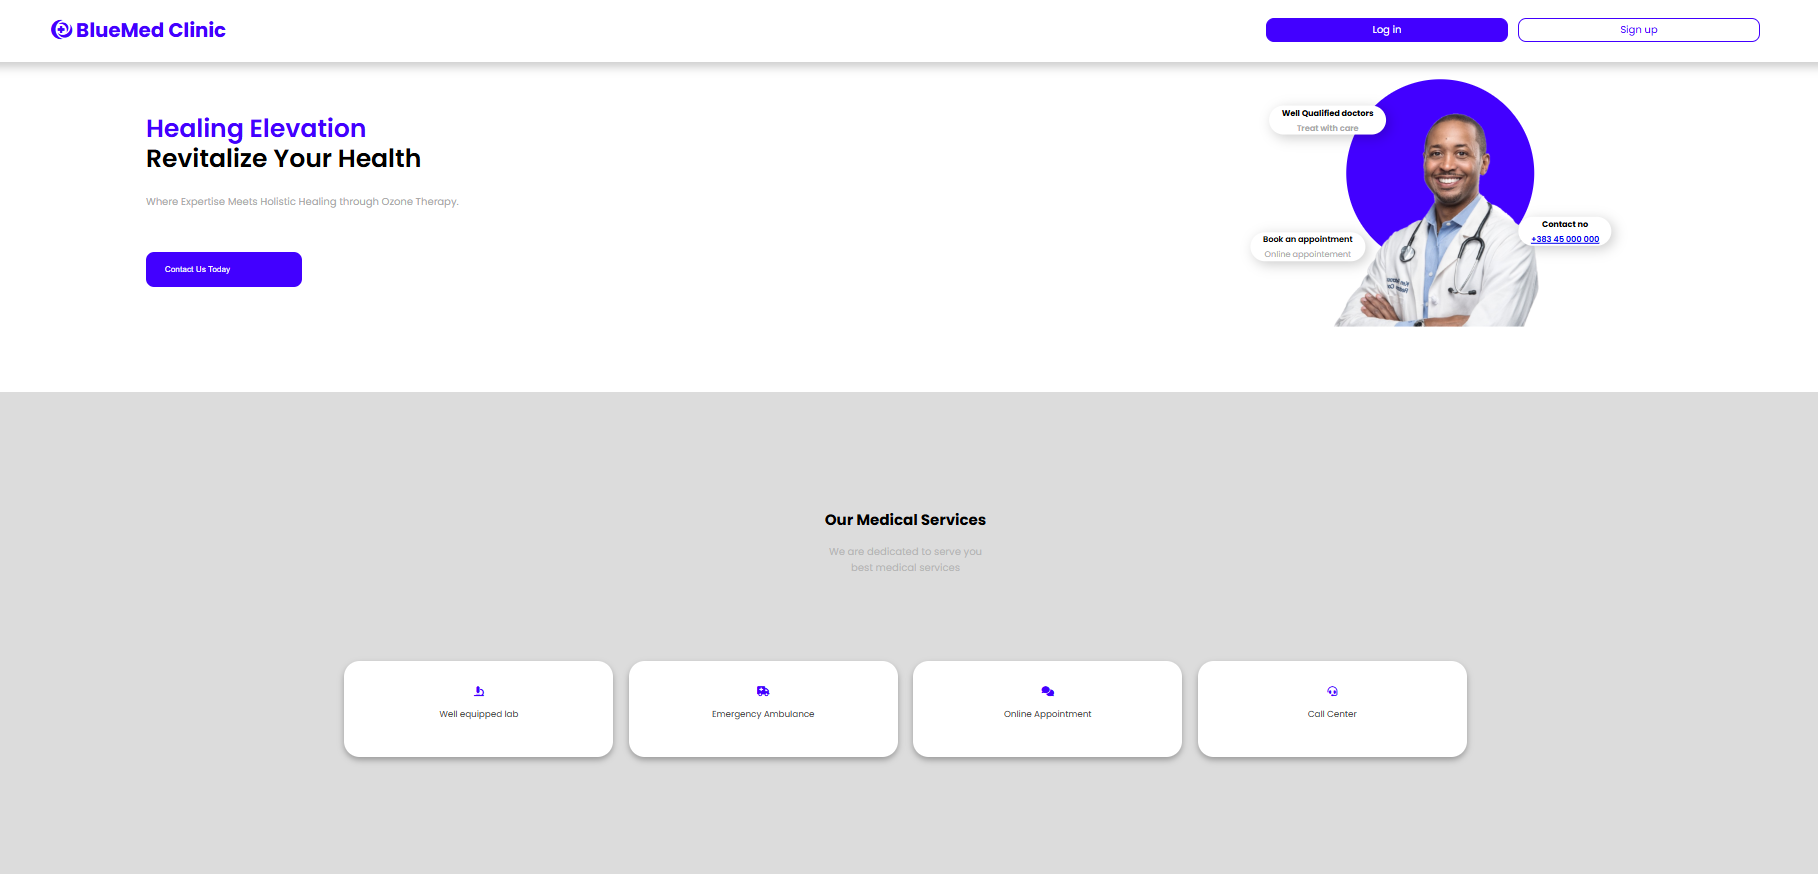 BlueMed Clinic
Log in
Sign up
Healing Elevation
Revitalize Your Health
Where Expertise Meets Holistic Healing through Ozone Therapy.
Contact Us Today
Well Qualified doctors
Treat with care
Book an appointment
Online appointement
Contact no
+383 45 000 000
Our Medical Services
We are dedicated to serve you
best medical services
Well equipped lab
Emergency Ambulance
Online Appointment
Call Center